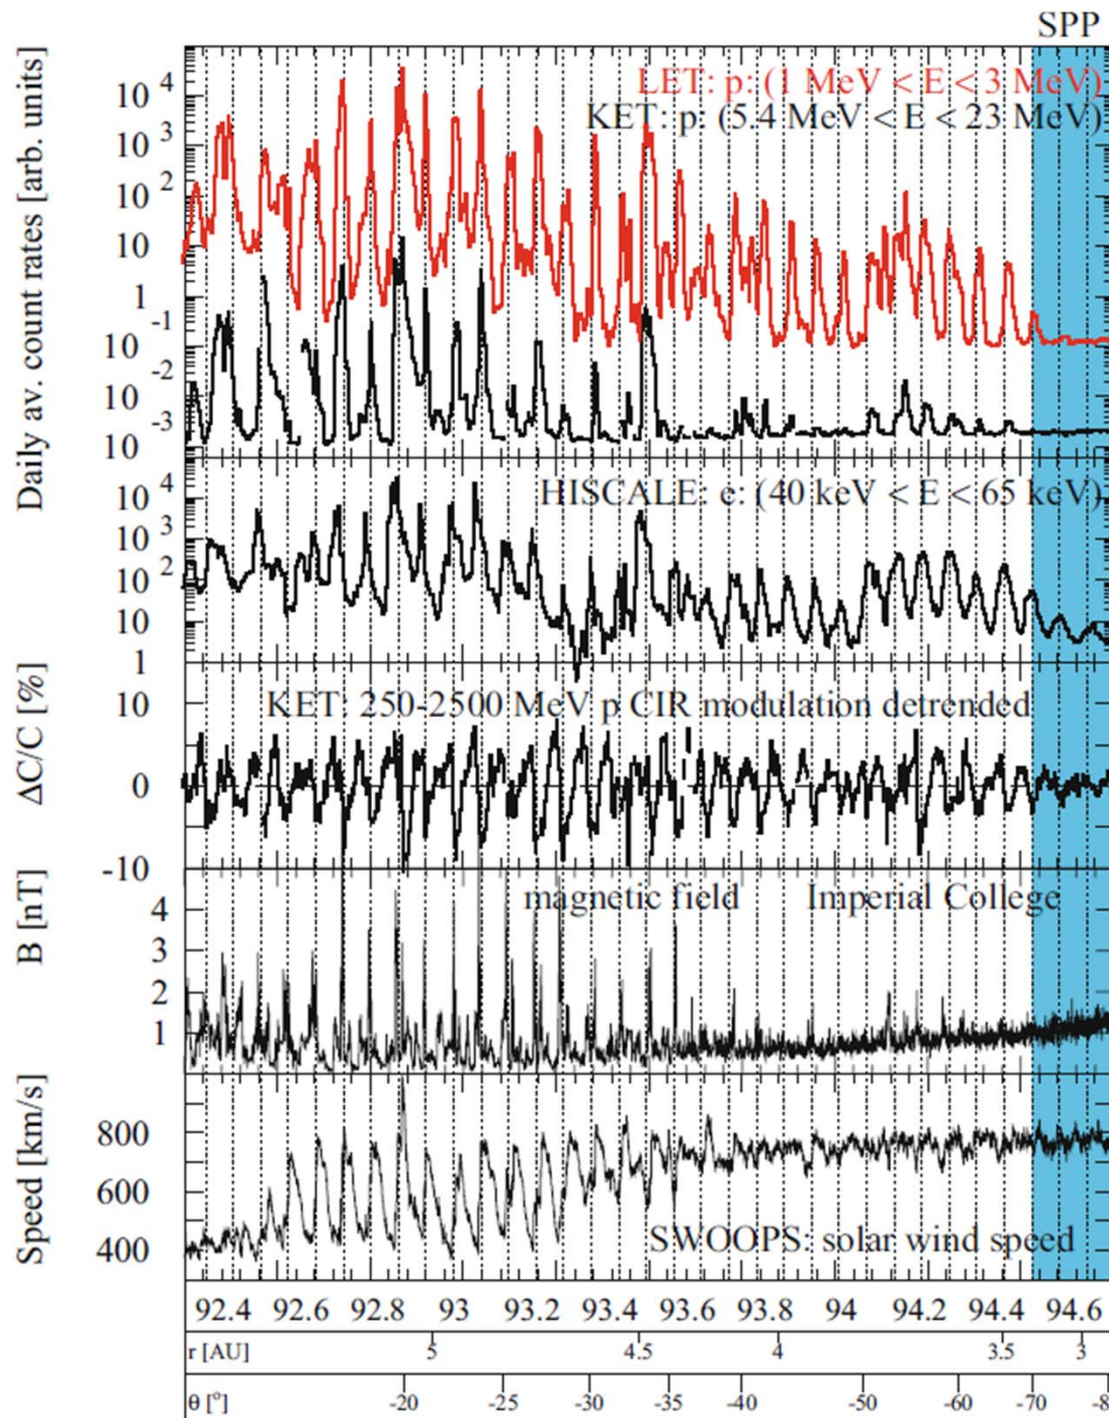 SPP
LET: p: (1 MeV < E < 3 MeV)
KET: p: (5.4 MeV < E < 23 MeV)
Daily av. count rates [arb. units]
10 4
10 3
10 2
10
1
10 -1
10 -2
10 -3
HISCALE: e: (40 keV < E < 65 keV)
10 4
10 3
10 2
10
1
ΔC/C [%]
KET: 250-2500 MeV p CIR modulation detrended
10
0
-10
B [nT]
magnetic field Imperial College
4
3
2
1
Speed [km/s]
800
600
400
SWOOPS: solar wind speed
92.4 92.6 92.8 93 93.2 93.4 93.6 93.8 94 94.2 94.4 94.6
r [AU] 5 4.5 4 3.5 3
θ [°] -20 -25 -30 -35 -40 -50 -60 -70 -8